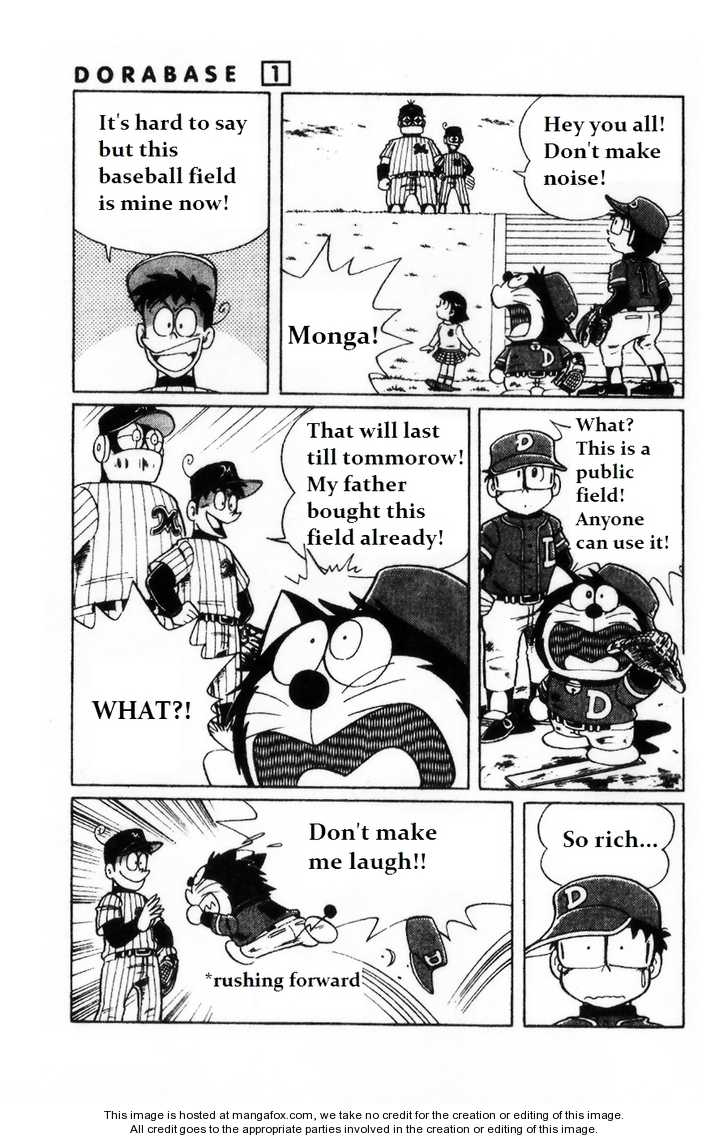 DORABASE 1
Hey you all!
Don't make
noise!
Monga!
It's hard to say
but this
baseball field
is mine now!
What?
This is a
public
field!
Anyone
can use it!
D
D
That will last
till tommorow!
My father
bought this
field already!
WHAT?!
So rich...
D
Don't make
me laugh!!
*rushing forward
This image is hosted at mangafox.com, we take no credit for the creation or editing of this image.
All credit goes to the appropriate parties involved in the creation or editing of this image.